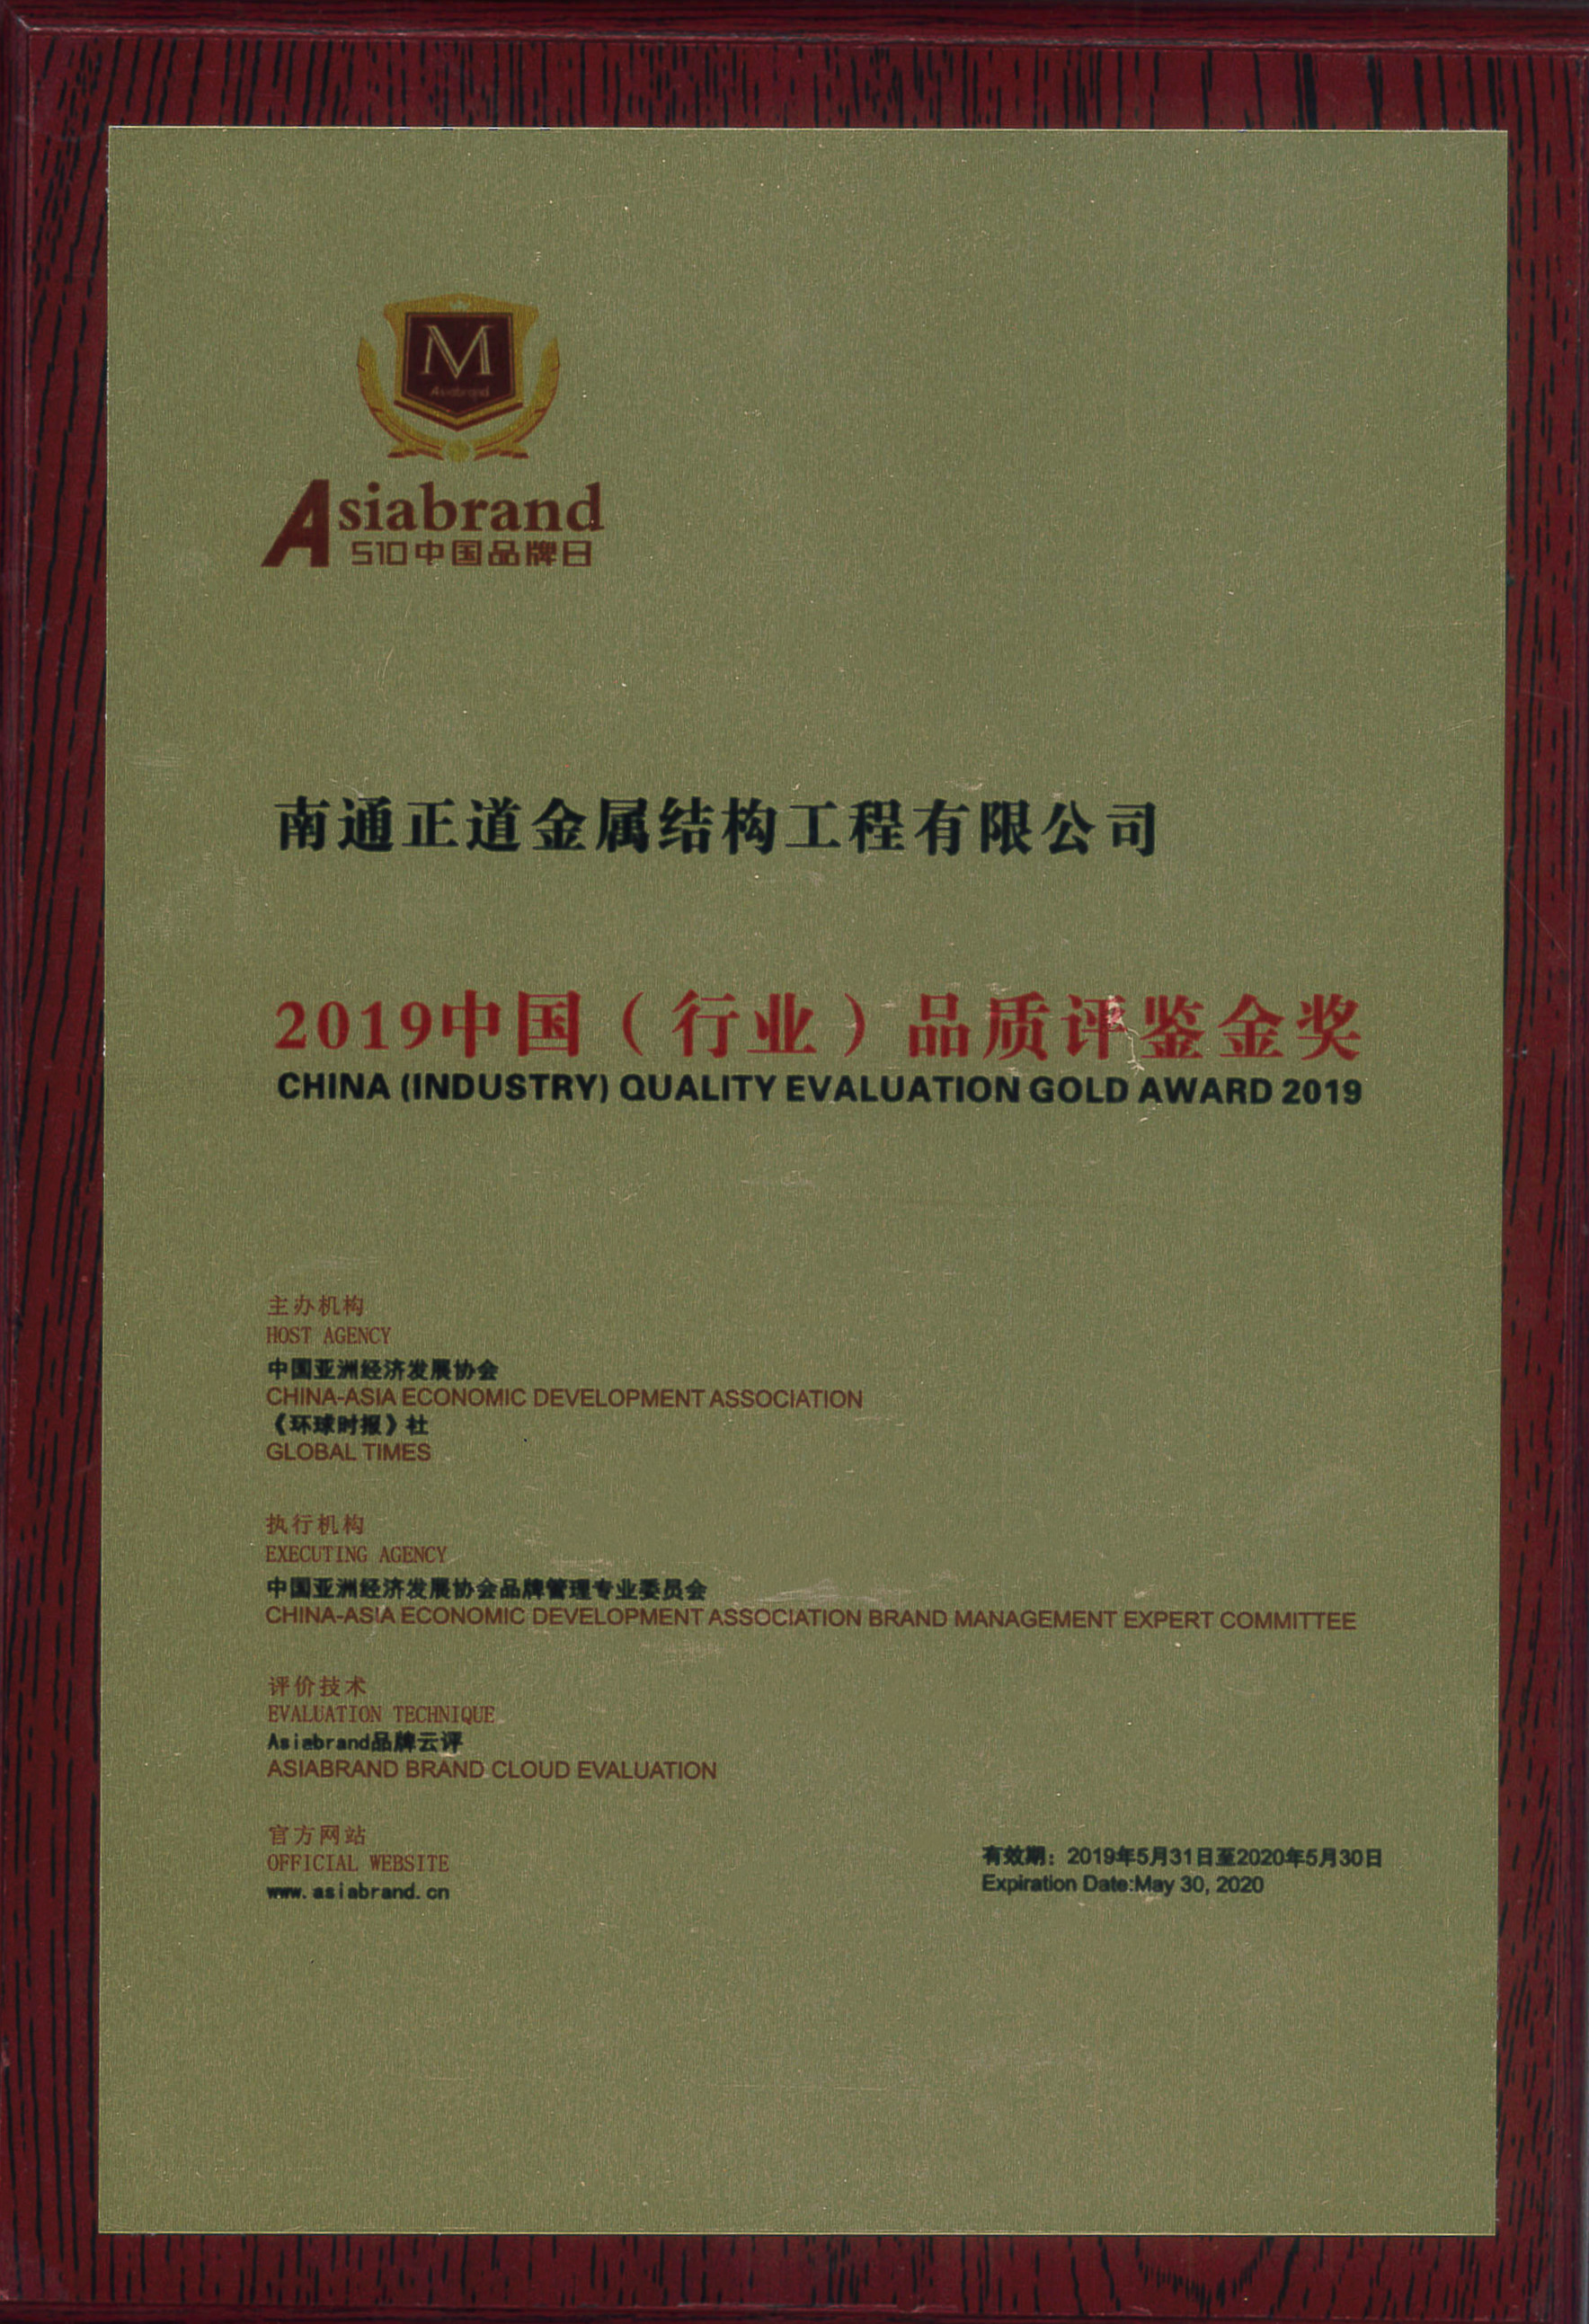 M
Asiabrand
Asiabrand
510中国品牌日
南通正道金属结构工程有限公司
2019中国（行业）品质评鉴金奖
CHINA (INDUSTRY) QUALITY EVALUATION GOLD AWARD 2019
主办机构
HOST AGENCY
中国亚洲经济发展协会
CHINA-ASIA ECONOMIC DEVELOPMENT ASSOCIATION
《环球时报》社
GLOBAL TIMES
执行机构
EXECUTING AGENCY
中国亚洲经济发展协会品牌管理专业委员会
CHINA-ASIA ECONOMIC DEVELOPMENT ASSOCIATION BRAND MANAGEMENT EXPERT COMMITTEE
评价技术
EVALUATION TECHNIQUE
Asiabrand品牌云评
ASIABRAND BRAND CLOUD EVALUATION
官方网站
OFFICIAL WEBSITE
www.asiabrand.cn
有效期：2019年5月31日至2020年5月30日
Expiration Date:May 30, 2020